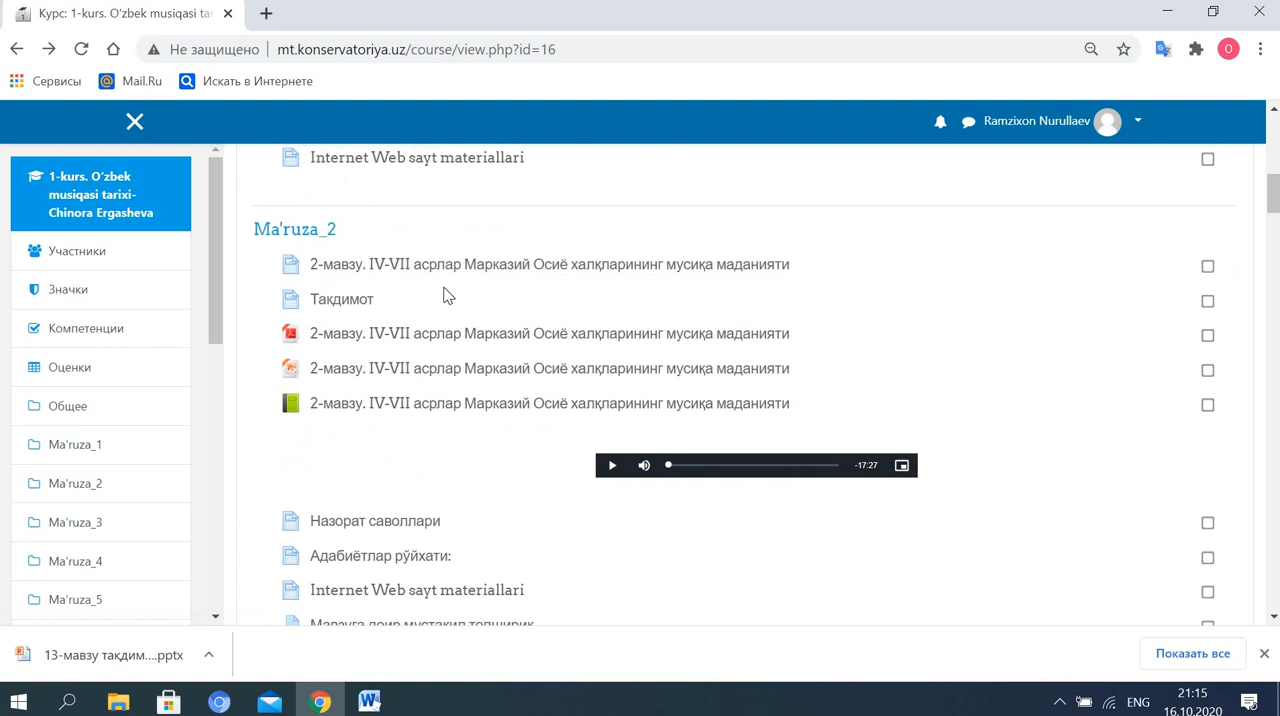 Курс: 1-kurs. O'zbek musiqasi ta
Не защищено | mt.konservatoriya.uz/course/view.php?id=16
O
Сервисы
Mail.Ru
Искать в Интернете
Ramzixon Nurullaev
1-kurs. O'zbek
musiqasi tarixi-
Chinora Ergasheva
Участники
Значки
Компетенции
Оценки
Общее
Ma'ruza_1
Ma'ruza_2
Ma'ruza_3
Ma'ruza_4
Ma'ruza_5
Internet Web sayt materiallari
Ma'ruza_2
2-мавзу. IV-VII асрлар Марказий Осиё халқларининг мусиқа маданияти
Такдимот
2-мавзу. IV-VII асрлар Марказий Осиё халқларининг мусиқа маданияти
2-мавзу. IV-VII асрлар Марказий Осиё халқларининг мусиқа маданияти
2-мавзу. IV-VII асрлар Марказий Осиё халқларининг мусиқа маданияти
-17:27
Назорат саволлари
Адабиётлар рўйхати:
Internet Web sayt materiallari
Мавзуга доир мустақил топшириқ
13-мавзу тақдим....pptx
Показать все
ENG
21:15
16.10.2020